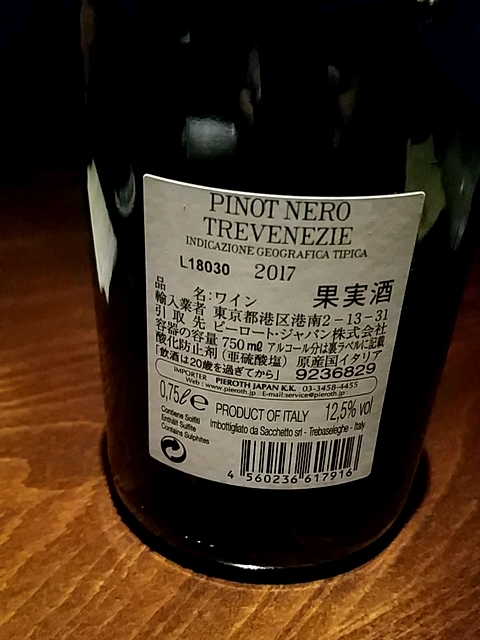 PINOT NERO
TREVENEZIE
INDICAZIONE GEOGRAFICA TIPICA
L18030 2017
品名:ワイン 果実酒
輸入業者 東京都港区港南2-13-31
引取先 ピーロート・ジャパン株式会社
容器の容量 750ml アルコール分は裏ラベルに記載
酸化防止剤(亜硫酸塩) 原産国イタリア
「飲酒は20歳を過ぎてから」 9236829
IMPORTER PIEROTH JAPAN K.K. 03-3458-4455
Web : www.pieroth.jp E-mail:service@pieroth.jp
0,75ℓ e PRODUCT OF ITALY 12,5% vol
Contiene Solfiti
Enthält Sulfite
Contains Sulphites
Imbottigliato da Sacchetto srl - Trebaseleghe - Italy
4 560236 617916